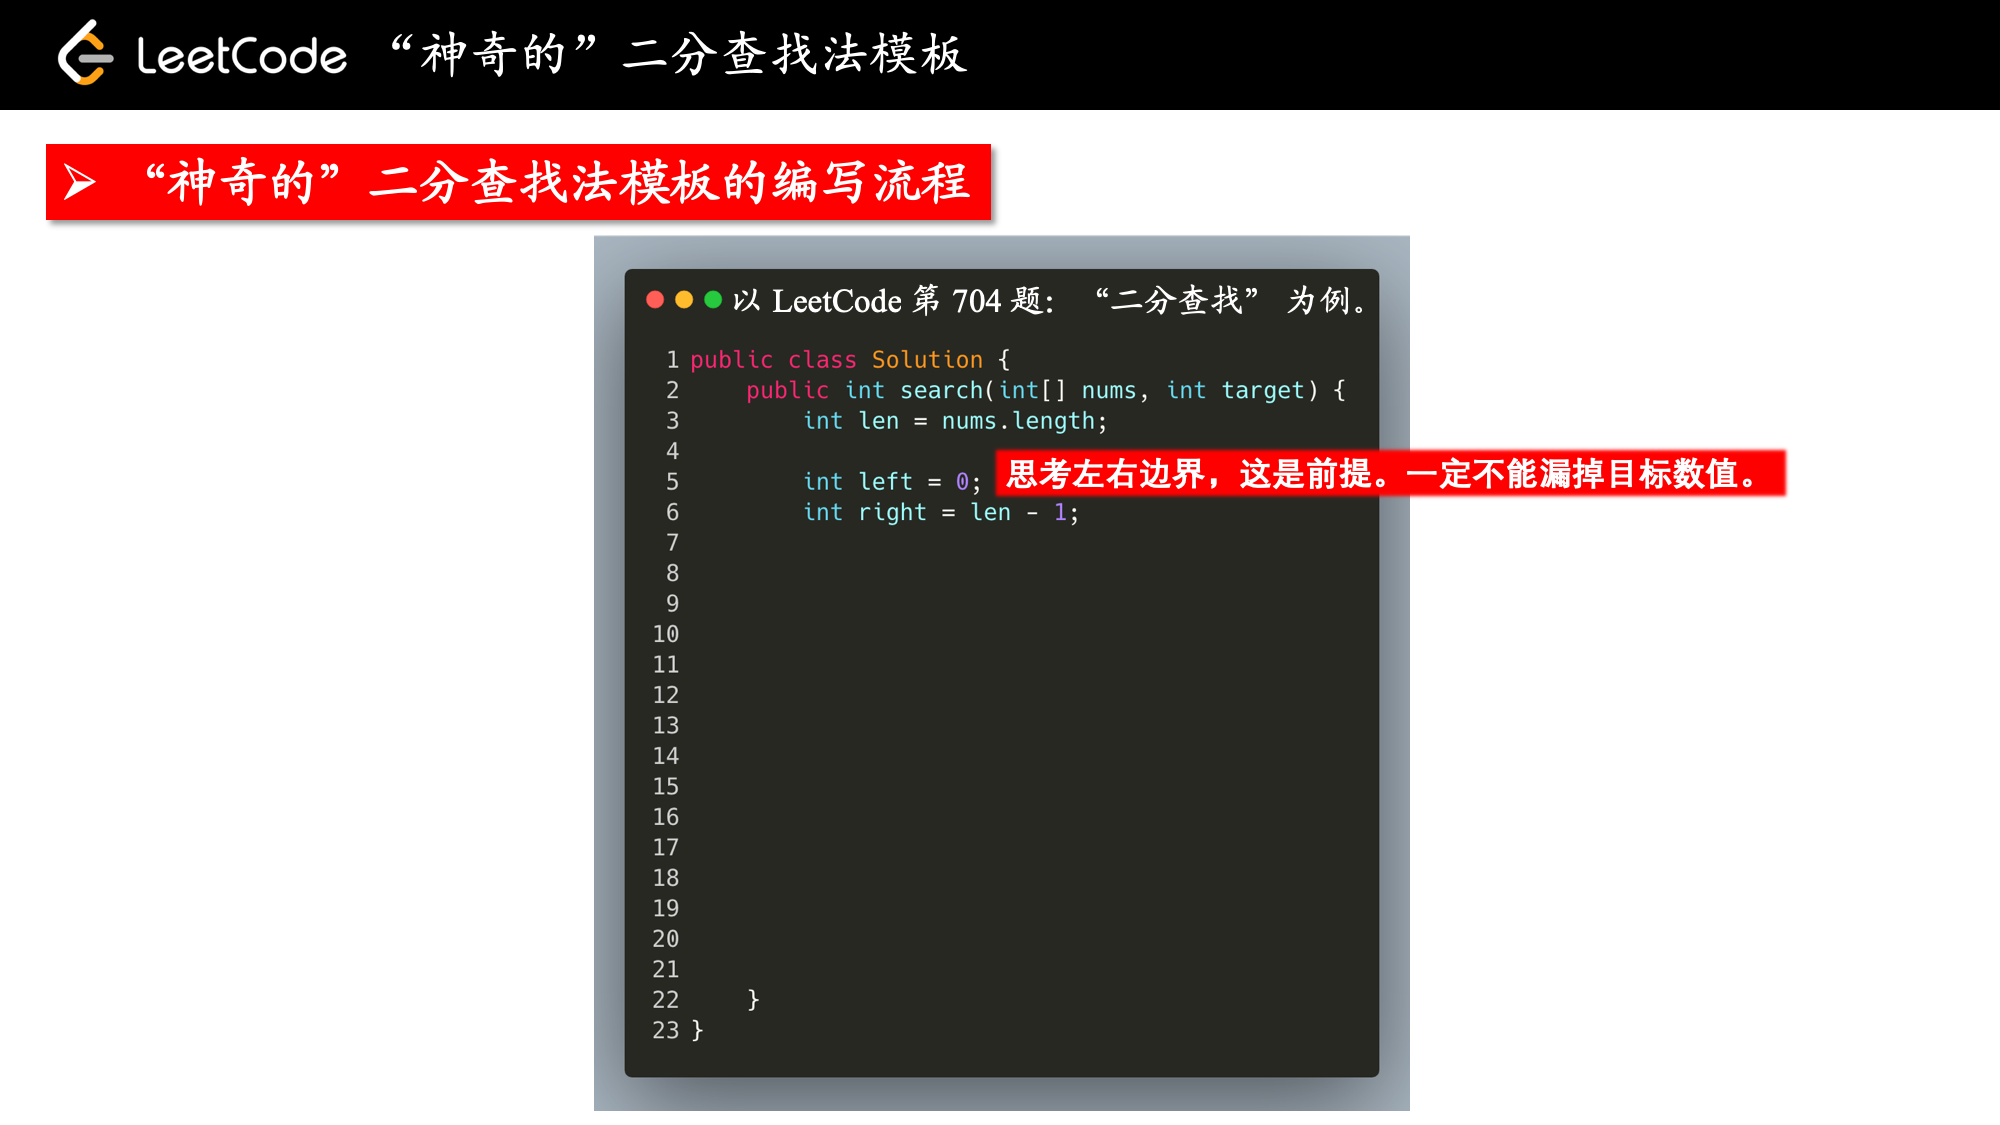 LeetCode “神奇的”二分查找法模板
➢ “神奇的”二分查找法模板的编写流程
以 LeetCode 第 704 题： “二分查找” 为例。
1 public class Solution {
2     public int search(int[] nums, int target) {
3         int len = nums.length;
4
思考左右边界，这是前提。一定不能漏掉目标数值。
5         int left = 0;
6         int right = len - 1;
7
8
9
10
11
12
13
14
15
16
17
18
19
20
21
22     }
23 }